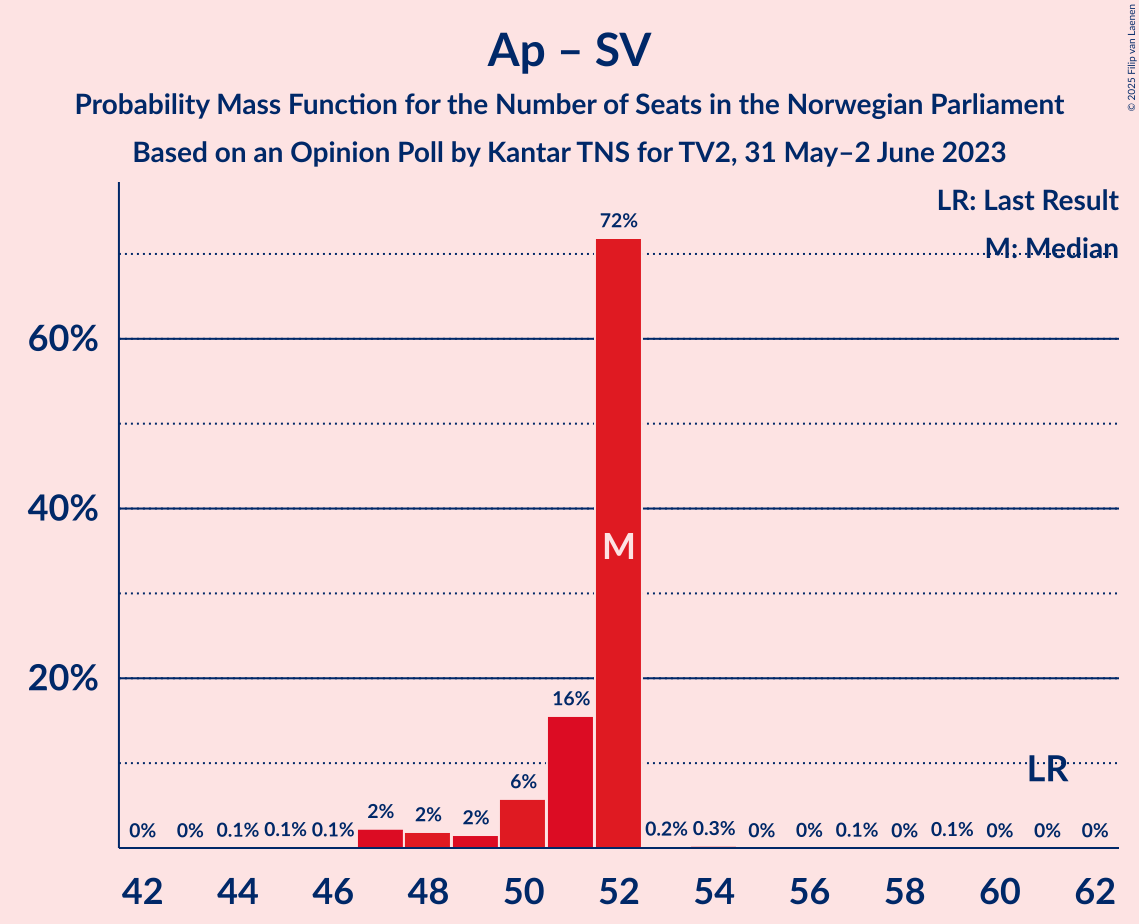 Ap – SV
Probability Mass Function for the Number of Seats in the Norwegian Parliament
Based on an Opinion Poll by Kantar TNS for TV2, 31 May–2 June 2023
© 2025 Filip van Laenen
LR: Last Result
M: Median
60%
40%
20%
0% 0% 0.1% 0.1% 0.1% 2% 2% 2% 6% 16% 72% 0.2% 0.3% 0% 0% 0.1% 0% 0.1% 0% 0% 0%
M
LR
42 44 46 48 50 52 54 56 58 60 62